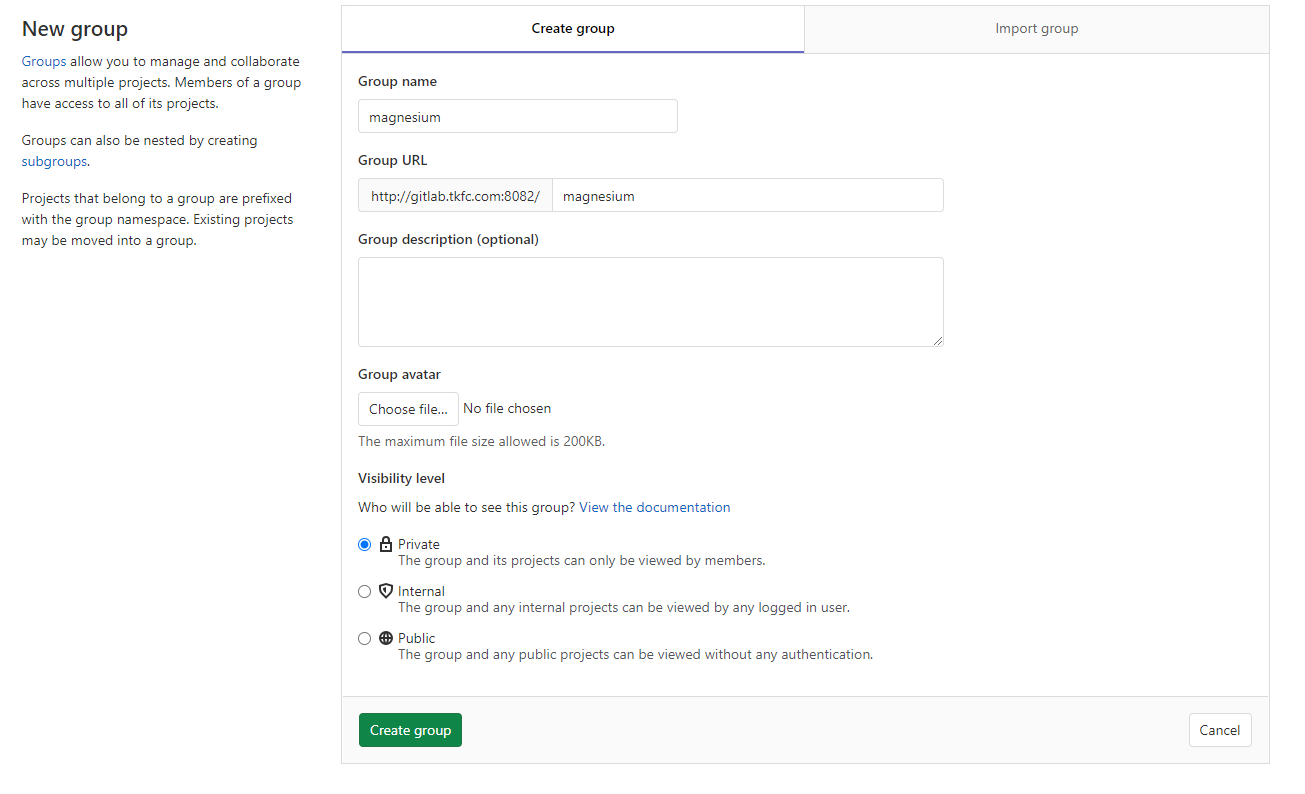 New group
Groups allow you to manage and collaborate
across multiple projects. Members of a group
have access to all of its projects.
Groups can also be nested by creating
subgroups.
Projects that belong to a group are prefixed
with the group namespace. Existing projects
may be moved into a group.
Create group
Import group
Group name
magnesium
Group URL
http://gitlab.tkfc.com:8082/ magnesium
Group description (optional)
Group avatar
Choose file... No file chosen
The maximum file size allowed is 200KB.
Visibility level
Who will be able to see this group? View the documentation
Private
The group and its projects can only be viewed by members.
Internal
The group and any internal projects can be viewed by any logged in user.
Public
The group and any public projects can be viewed without any authentication.
Create group
Cancel